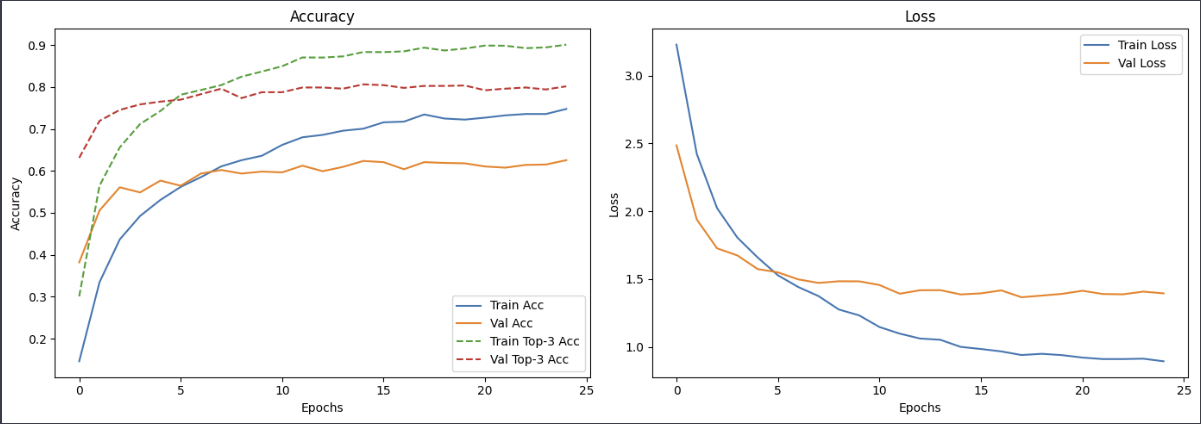 Accuracy
0.9
0.8
0.7
0.6
0.5
0.4
0.3
0.2
Accuracy
Train Acc
Val Acc
Train Top-3 Acc
Val Top-3 Acc
0 5 10 15 20 25
Epochs
Loss
3.0
2.5
2.0
1.5
1.0
Loss
Train Loss
Val Loss
0 5 10 15 20 25
Epochs